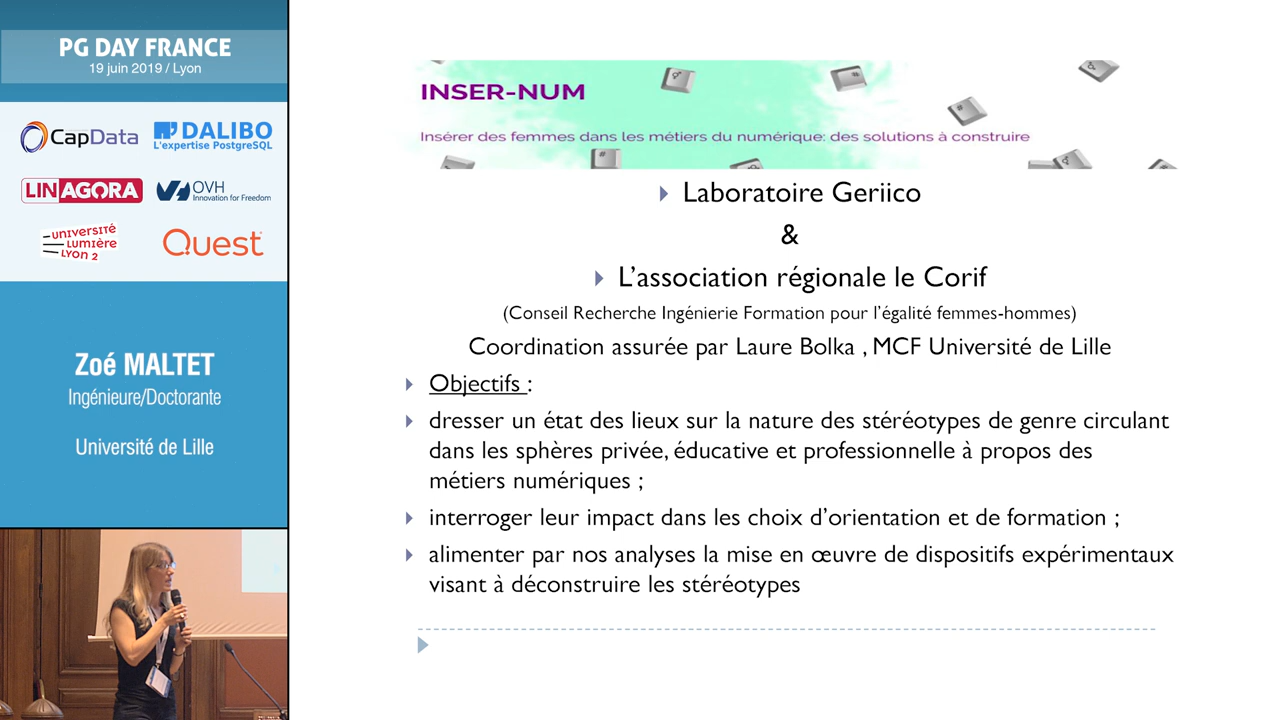 PG DAY FRANCE
19 juin 2019 / Lyon
CapData
DALIBO
L'expertise PostgreSQL
LINAGORA
OVH
Innovation for Freedom
UNIVERSITÉ
LUMIÈRE
LYON 2
Quest
Zoé MALTET
Ingénieure/Doctorante
Université de Lille
INSER-NUM
Insérer des femmes dans les métiers du numérique: des solutions à construire
Laboratoire Geriico
&
L'association régionale le Corif
(Conseil Recherche Ingénierie Formation pour l'égalité femmes-hommes)
Coordination assurée par Laure Bolka , MCF Université de Lille
Objectifs :
dresser un état des lieux sur la nature des stéréotypes de genre circulant
dans les sphères privée, éducative et professionnelle à propos des
métiers numériques ;
interroger leur impact dans les choix d'orientation et de formation ;
alimenter par nos analyses la mise en œuvre de dispositifs expérimentaux
visant à déconstruire les stéréotypes